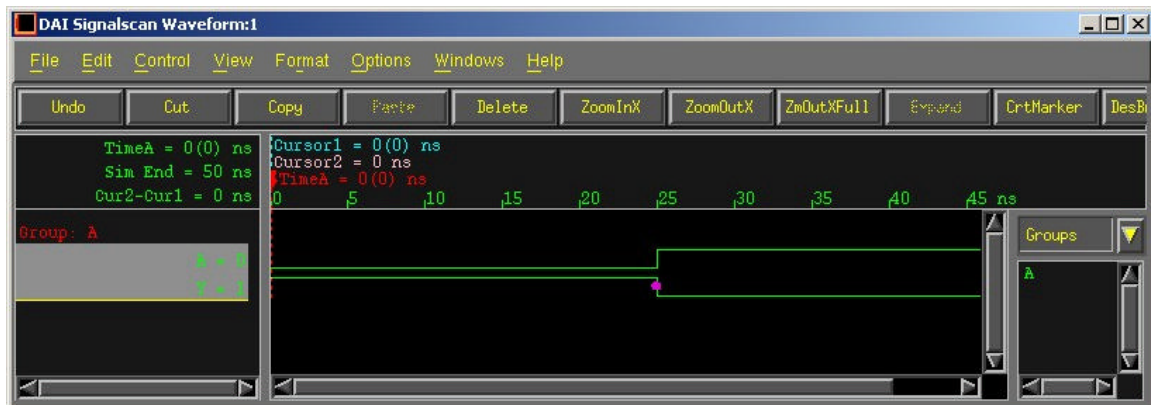 DAI Signalscan Waveform:1
File Edit Control View Format Options Windows Help
Undo Cut Copy Paste Delete ZoomInX ZoomOutX ZmOutXFull Expand CrtMarker DesBr
TimeA = 0(0) ns
Sim End = 50 ns
Cur2-Cur1 = 0 ns
Cursor1 = 0(0) ns
Cursor2 = 0 ns
TimeA = 0(0) ns
0 5 10 15 20 25 30 35 40 45 ns
Group: A
A = 0
Y = 1
Groups
A